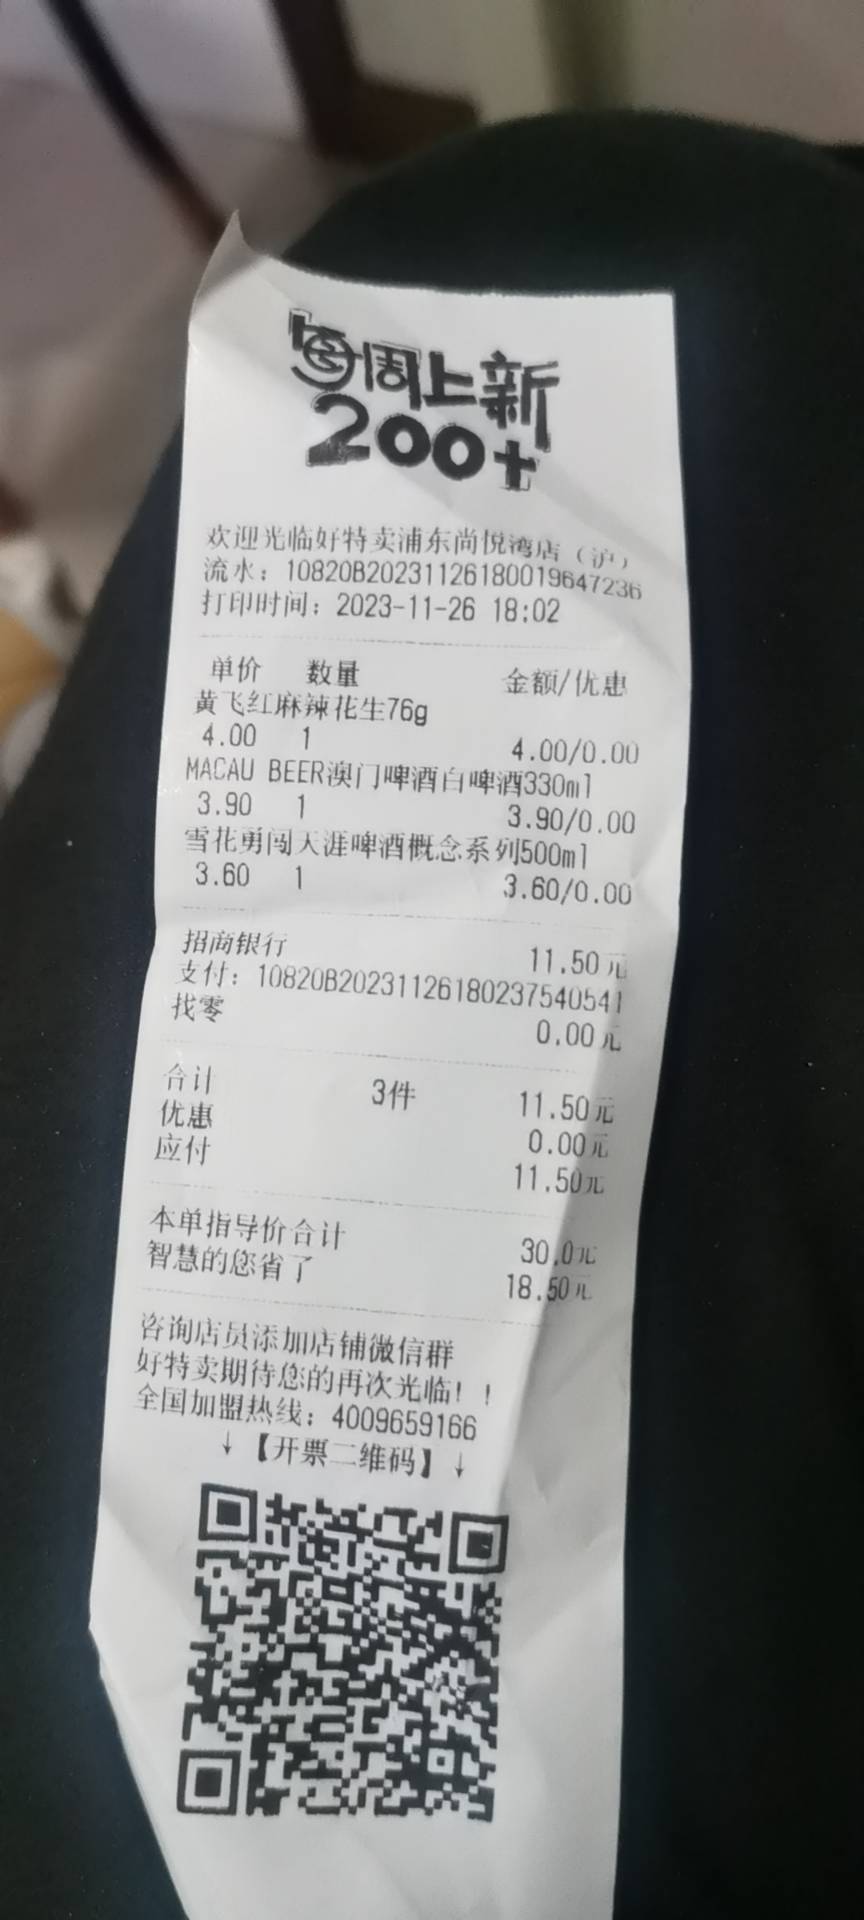 每周上新
200+
欢迎光临好特卖浦东尚悦湾店（沪）
流水：10820B20231126180019647236
打印时间：2023-11-26 18:02
单价 数量 金额/优惠
黄飞红麻辣花生76g
4.00 1 4.00/0.00
MACAU BEER澳门啤酒白啤酒330ml
3.90 1 3.90/0.00
雪花勇闯天涯啤酒概念系列500ml
3.60 1 3.60/0.00
招商银行 11.50元
支付：10820B20231126180237540541
找零 0.00元
合计 3件 11.50元
优惠 0.00元
应付 11.50元
本单指导价合计 30.0元
智慧的您省了 18.50元
咨询店员添加店铺微信群
好特卖期待您的再次光临！！
全国加盟热线：4009659166
↓【开票二维码】↓